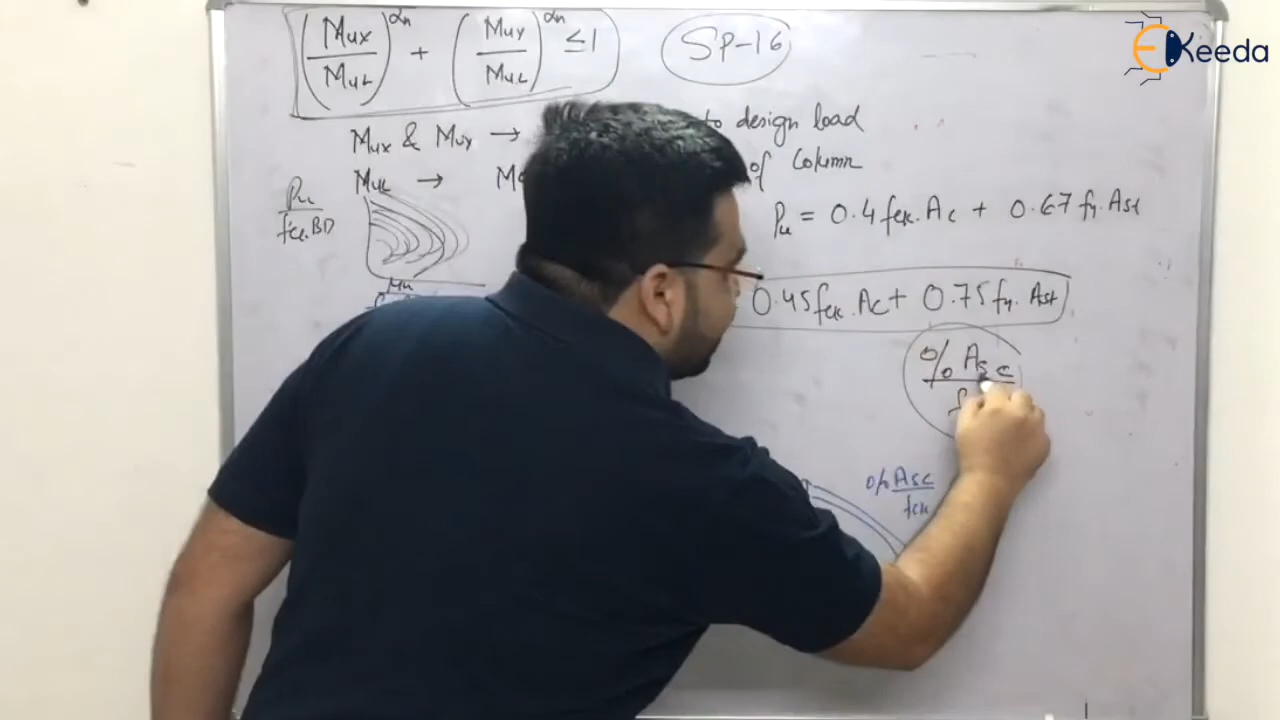 (Mux/MuL)^αn + (Muy/MuL)^αn ≤ 1
SP-16
EKeeda
Mux & Muy → to design load
MuL → of Column
Pu/fck.BD
Pu = 0.4 fck.Ac + 0.67 fy.Ast
Mu
0.45 fck.Ac + 0.75 fy.Ast
% Asc
% Asc/fck